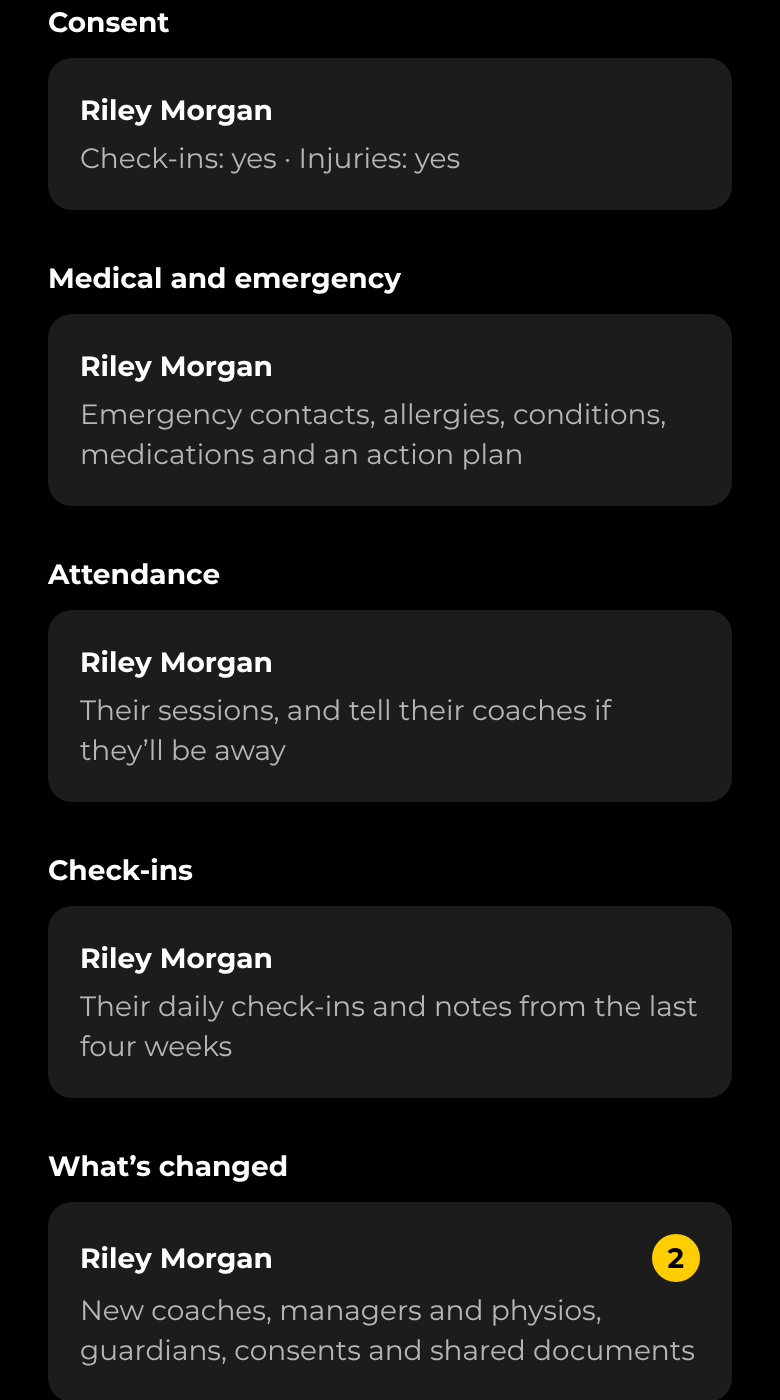 Consent
Riley Morgan
Check-ins: yes · Injuries: yes
Medical and emergency
Riley Morgan
Emergency contacts, allergies, conditions,
medications and an action plan
Attendance
Riley Morgan
Their sessions, and tell their coaches if
they’ll be away
Check-ins
Riley Morgan
Their daily check-ins and notes from the last
four weeks
What’s changed
Riley Morgan
2
New coaches, managers and physios,
guardians, consents and shared documents